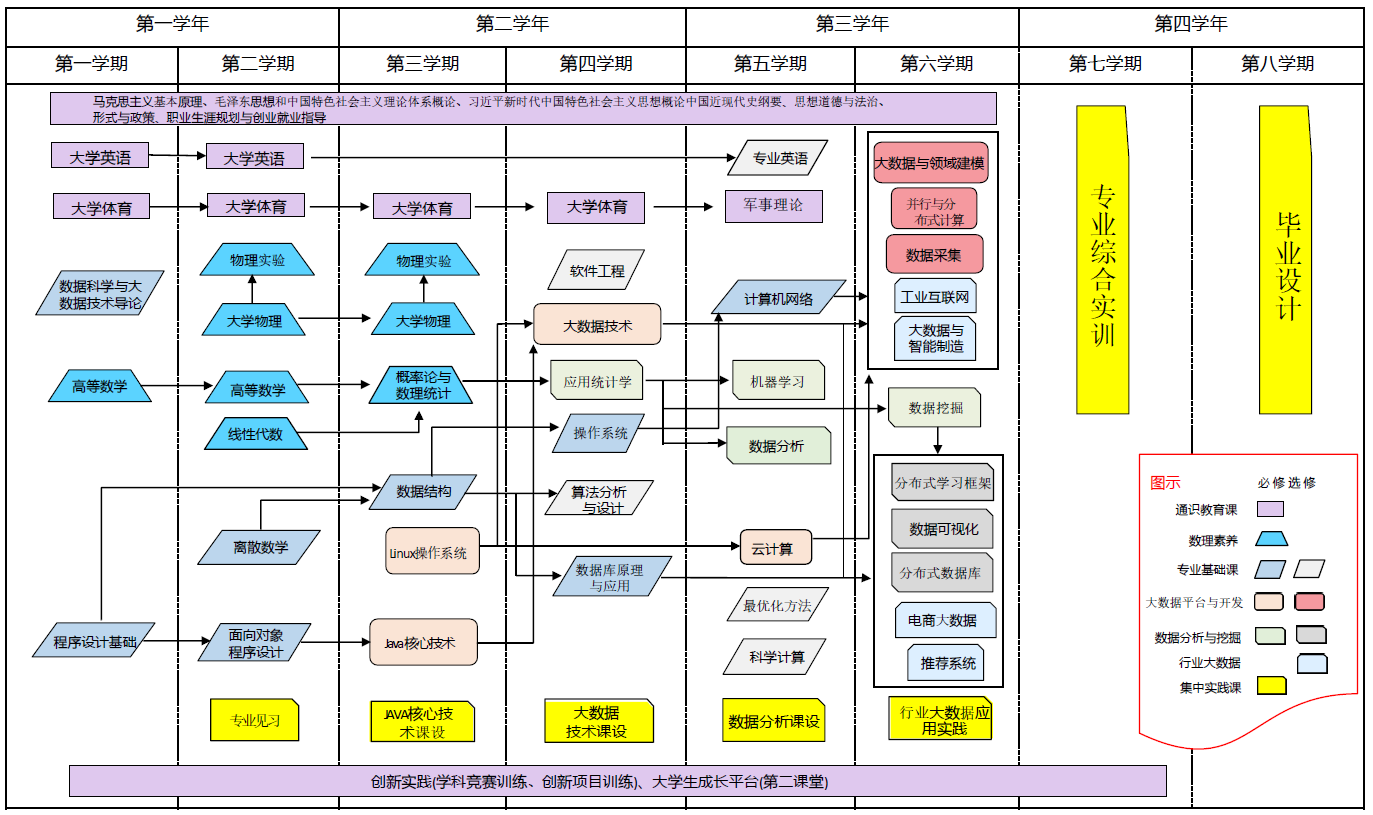 第一学年
第二学年
第三学年
第四学年
第一学期
第二学期
第三学期
第四学期
第五学期
第六学期
第七学期
第八学期
马克思主义基本原理、毛泽东思想和中国特色社会主义理论体系概论、习近平新时代中国特色社会主义思想概论中国近现代史纲要、思想道德与法治、
形式与政策、职业生涯规划与创业就业指导
大学英语
大学英语
专业英语
大学体育
大学体育
大学体育
大学体育
军事理论
数据科学与大
数据技术导论
物理实验
物理实验
软件工程
大学物理
大学物理
大数据技术
计算机网络
高等数学
高等数学
概率论与
数理统计
应用统计学
机器学习
线性代数
操作系统
数据分析
数据结构
算法分析
与设计
离散数学
Linux操作系统
数据库原理
与应用
云计算
最优化方法
程序设计基础
面向对象
程序设计
Java核心技术
科学计算
大数据与领域建模
并行与分
布式计算
数据采集
工业互联网
大数据与
智能制造
数据挖掘
分布式学习框架
数据可视化
分布式数据库
电商大数据
推荐系统
专业见习
JAVA核心技
术课设
大数据
技术课设
数据分析课设
行业大数据应
用实践
专业综合实训
毕业设计
图示
必修选修
通识教育课
数理素养
专业基础课
大数据平台与开发
数据分析与挖掘
行业大数据
集中实践课
创新实践(学科竞赛训练、创新项目训练)、大学生成长平台(第二课堂)